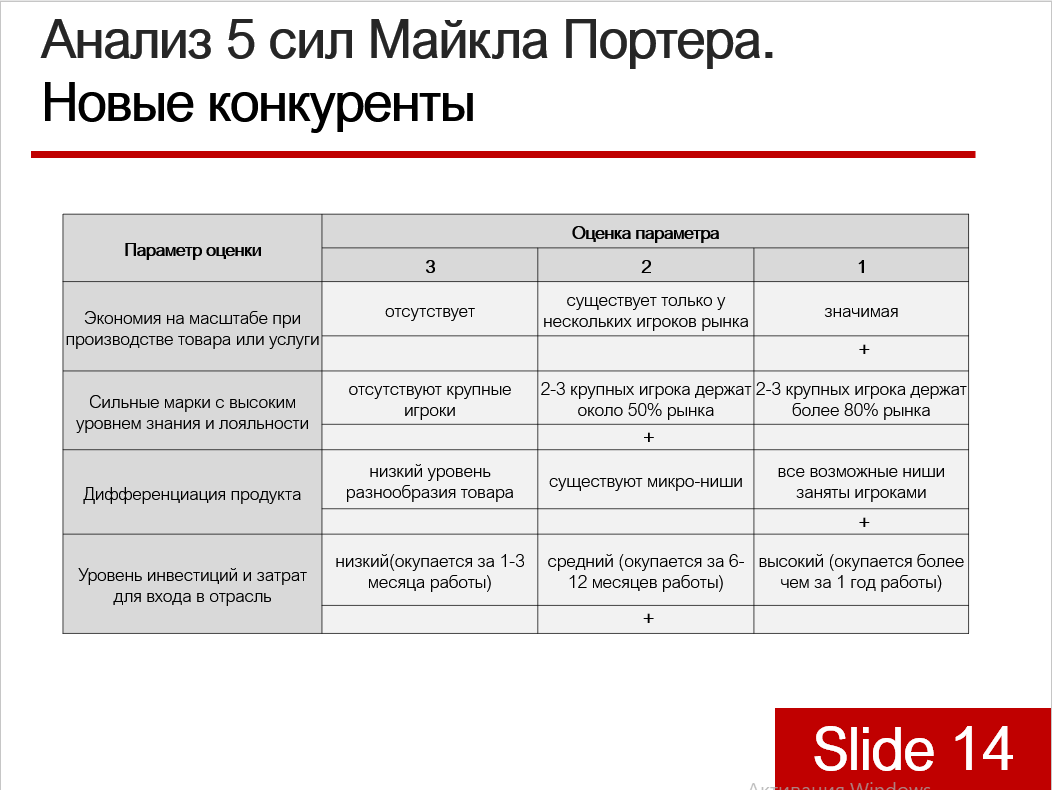 Анализ 5 сил Майкла Портера.
Новые конкуренты
Параметр оценки
Оценка параметра
3
2
1
Экономия на масштабе при
производстве товара или услуги
отсутствует
существует только у
нескольких игроков рынка
значимая
+
Сильные марки с высоким
уровнем знания и лояльности
отсутствуют крупные
игроки
2-3 крупных игрока держат
около 50% рынка
2-3 крупных игрока держат
более 80% рынка
+
Дифференциация продукта
низкий уровень
разнообразия товара
существуют микро-ниши
все возможные ниши
заняты игроками
+
Уровень инвестиций и затрат
для входа в отрасль
низкий(окупается за 1-3
месяца работы)
средний (окупается за 6-
12 месяцев работы)
высокий (окупается более
чем за 1 год работы)
+
Slide 14
Активация Windows